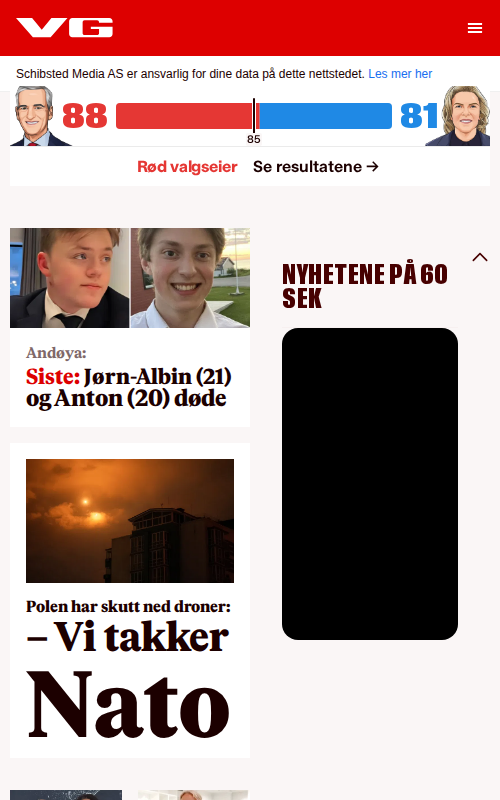 VG
Schibsted Media AS er ansvarlig for dine data på dette nettstedet. Les mer her
88
81
85
Rød valgseier Se resultatene →
Andøya:
Siste: Jørn-Albin (21)
og Anton (20) døde
Polen har skutt ned droner:
– Vi takker
Nato
NYHETENE PÅ 60
SEK